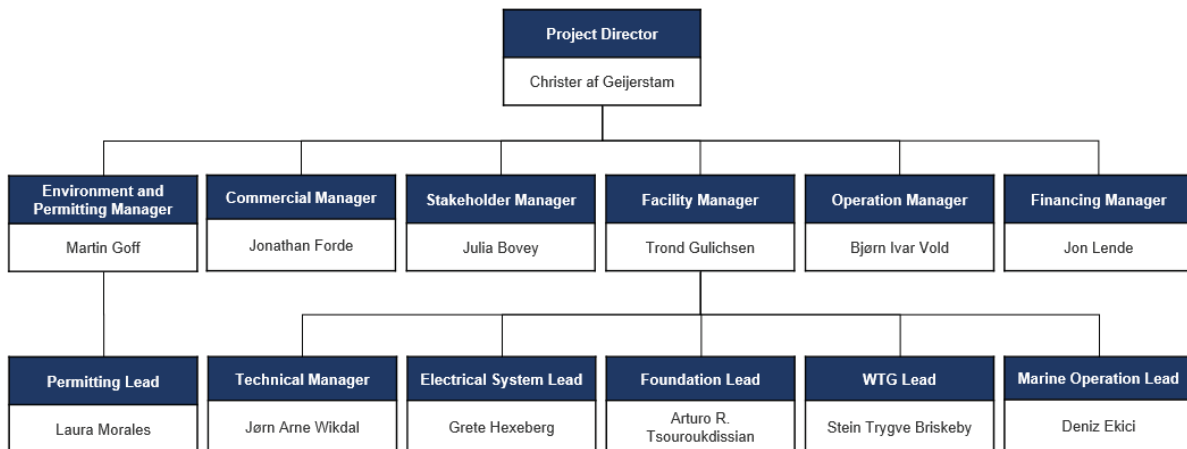 Project Director
Christer af Geijerstam
Environment and
Permitting Manager
Martin Goff
Commercial Manager
Jonathan Forde
Stakeholder Manager
Julia Bovey
Facility Manager
Trond Gulichsen
Operation Manager
Bjørn Ivar Vold
Financing Manager
Jon Lende
Permitting Lead
Laura Morales
Technical Manager
Jørn Arne Wikdal
Electrical System Lead
Grete Hexeberg
Foundation Lead
Arturo R.
Tsouroukdissian
WTG Lead
Stein Trygve Briskeby
Marine Operation Lead
Deniz Ekici